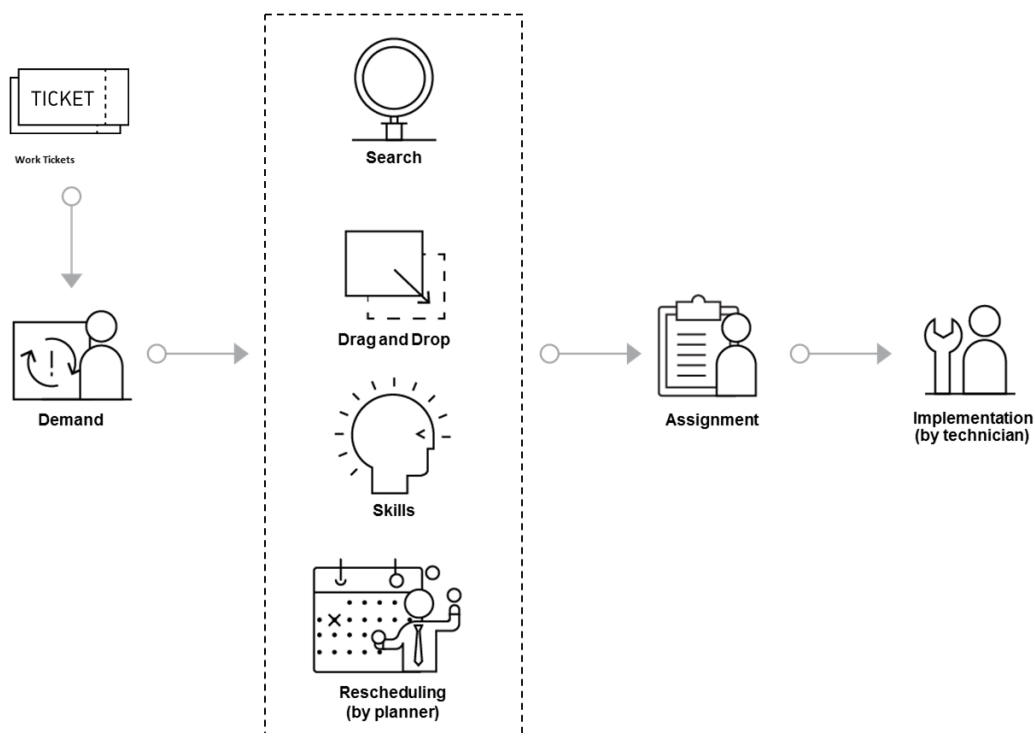 TICKET
Work Tickets
Demand
Search
Drag and Drop
Skills
Rescheduling
(by planner)
Assignment
Implementation
(by technician)